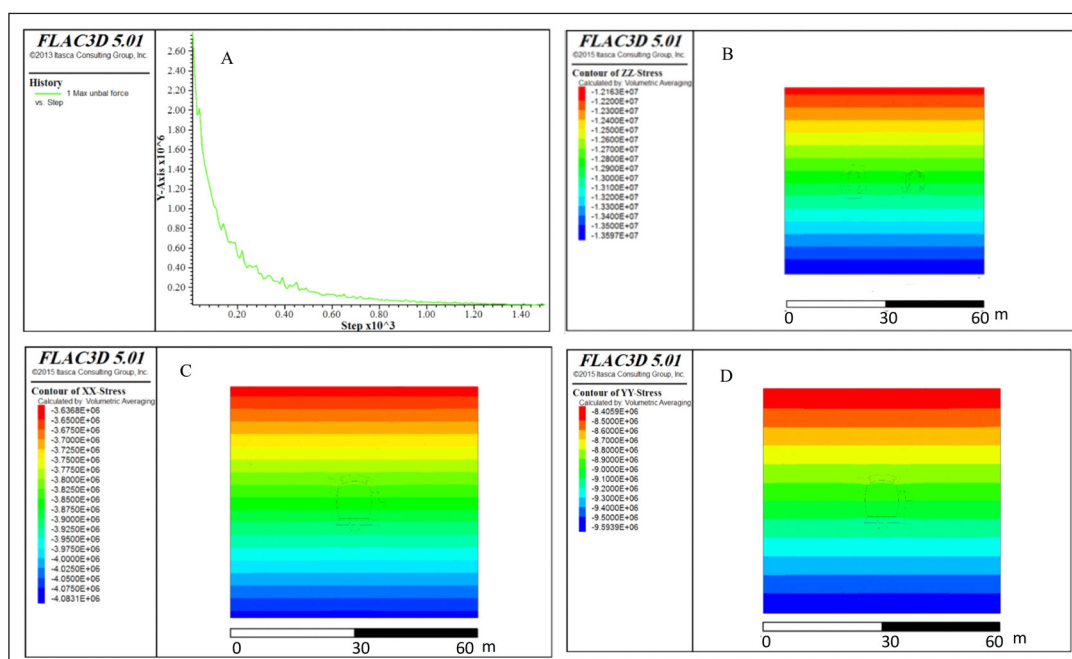 FLAC3D 5.01
©2013 Itasca Consulting Group, Inc.
History
1 Max unbal force
vs. Step
A
2.60
2.40
2.20
2.00
1.80
1.60
1.40
1.20
1.00
0.80
0.60
0.40
0.20
Y-Axis x10^6
0.20 0.40 0.60 0.80 1.00 1.20 1.40
Step x10^3
FLAC3D 5.01
©2015 Itasca Consulting Group, Inc.
Contour of ZZ-Stress
Calculated by: Volumetric Averaging
-1.2163E+07
-1.2200E+07
-1.2300E+07
-1.2400E+07
-1.2500E+07
-1.2600E+07
-1.2700E+07
-1.2800E+07
-1.2900E+07
-1.3000E+07
-1.3100E+07
-1.3200E+07
-1.3300E+07
-1.3400E+07
-1.3500E+07
-1.3597E+07
B
0 30 60 m
FLAC3D 5.01
©2015 Itasca Consulting Group, Inc.
Contour of XX-Stress
Calculated by: Volumetric Averaging
-3.6368E+06
-3.6500E+06
-3.6750E+06
-3.7000E+06
-3.7250E+06
-3.7500E+06
-3.7750E+06
-3.8000E+06
-3.8250E+06
-3.8500E+06
-3.8750E+06
-3.9000E+06
-3.9250E+06
-3.9500E+06
-3.9750E+06
-4.0000E+06
-4.0250E+06
-4.0500E+06
-4.0750E+06
-4.0831E+06
C
0 30 60 m
FLAC3D 5.01
©2015 Itasca Consulting Group, Inc.
Contour of YY-Stress
Calculated by: Volumetric Averaging
-8.4059E+06
-8.5000E+06
-8.6000E+06
-8.7000E+06
-8.8000E+06
-8.9000E+06
-9.0000E+06
-9.1000E+06
-9.2000E+06
-9.3000E+06
-9.4000E+06
-9.5000E+06
-9.5939E+06
D
0 30 60 m